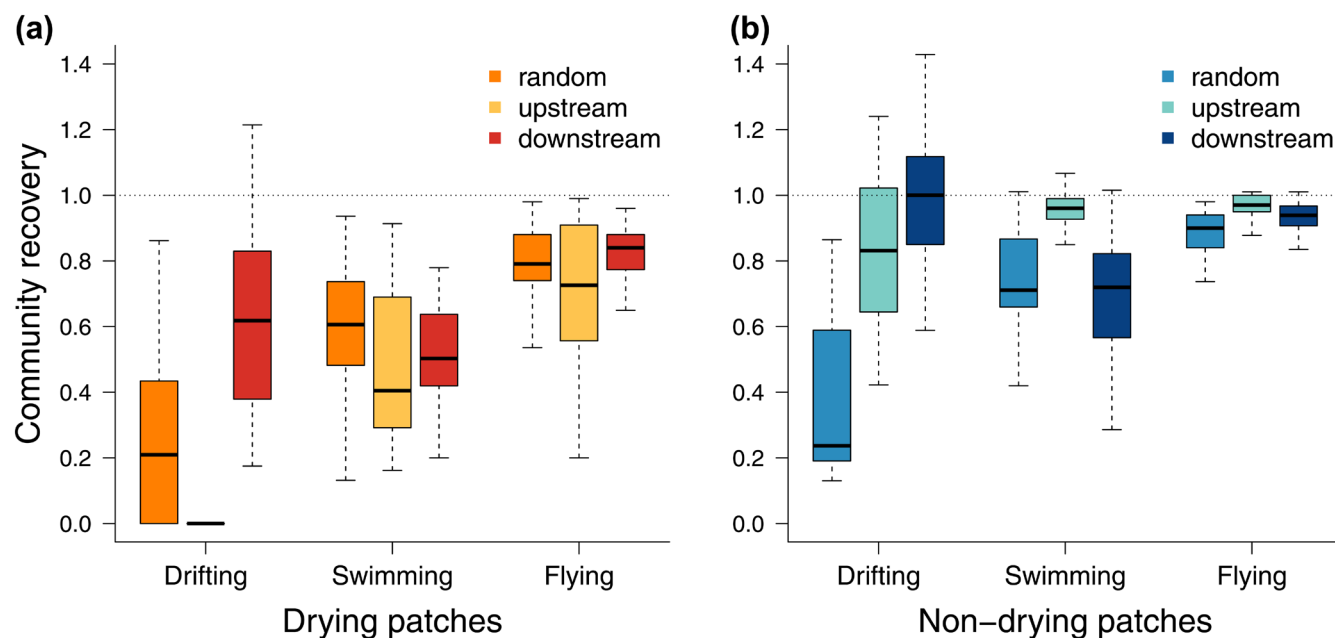 (a)
Community recovery
1.4
1.2
1.0
0.8
0.6
0.4
0.2
0.0
random
upstream
downstream
Drifting Swimming Flying
Drying patches
(b)
1.4
1.2
1.0
0.8
0.6
0.4
0.2
0.0
random
upstream
downstream
Drifting Swimming Flying
Non−drying patches